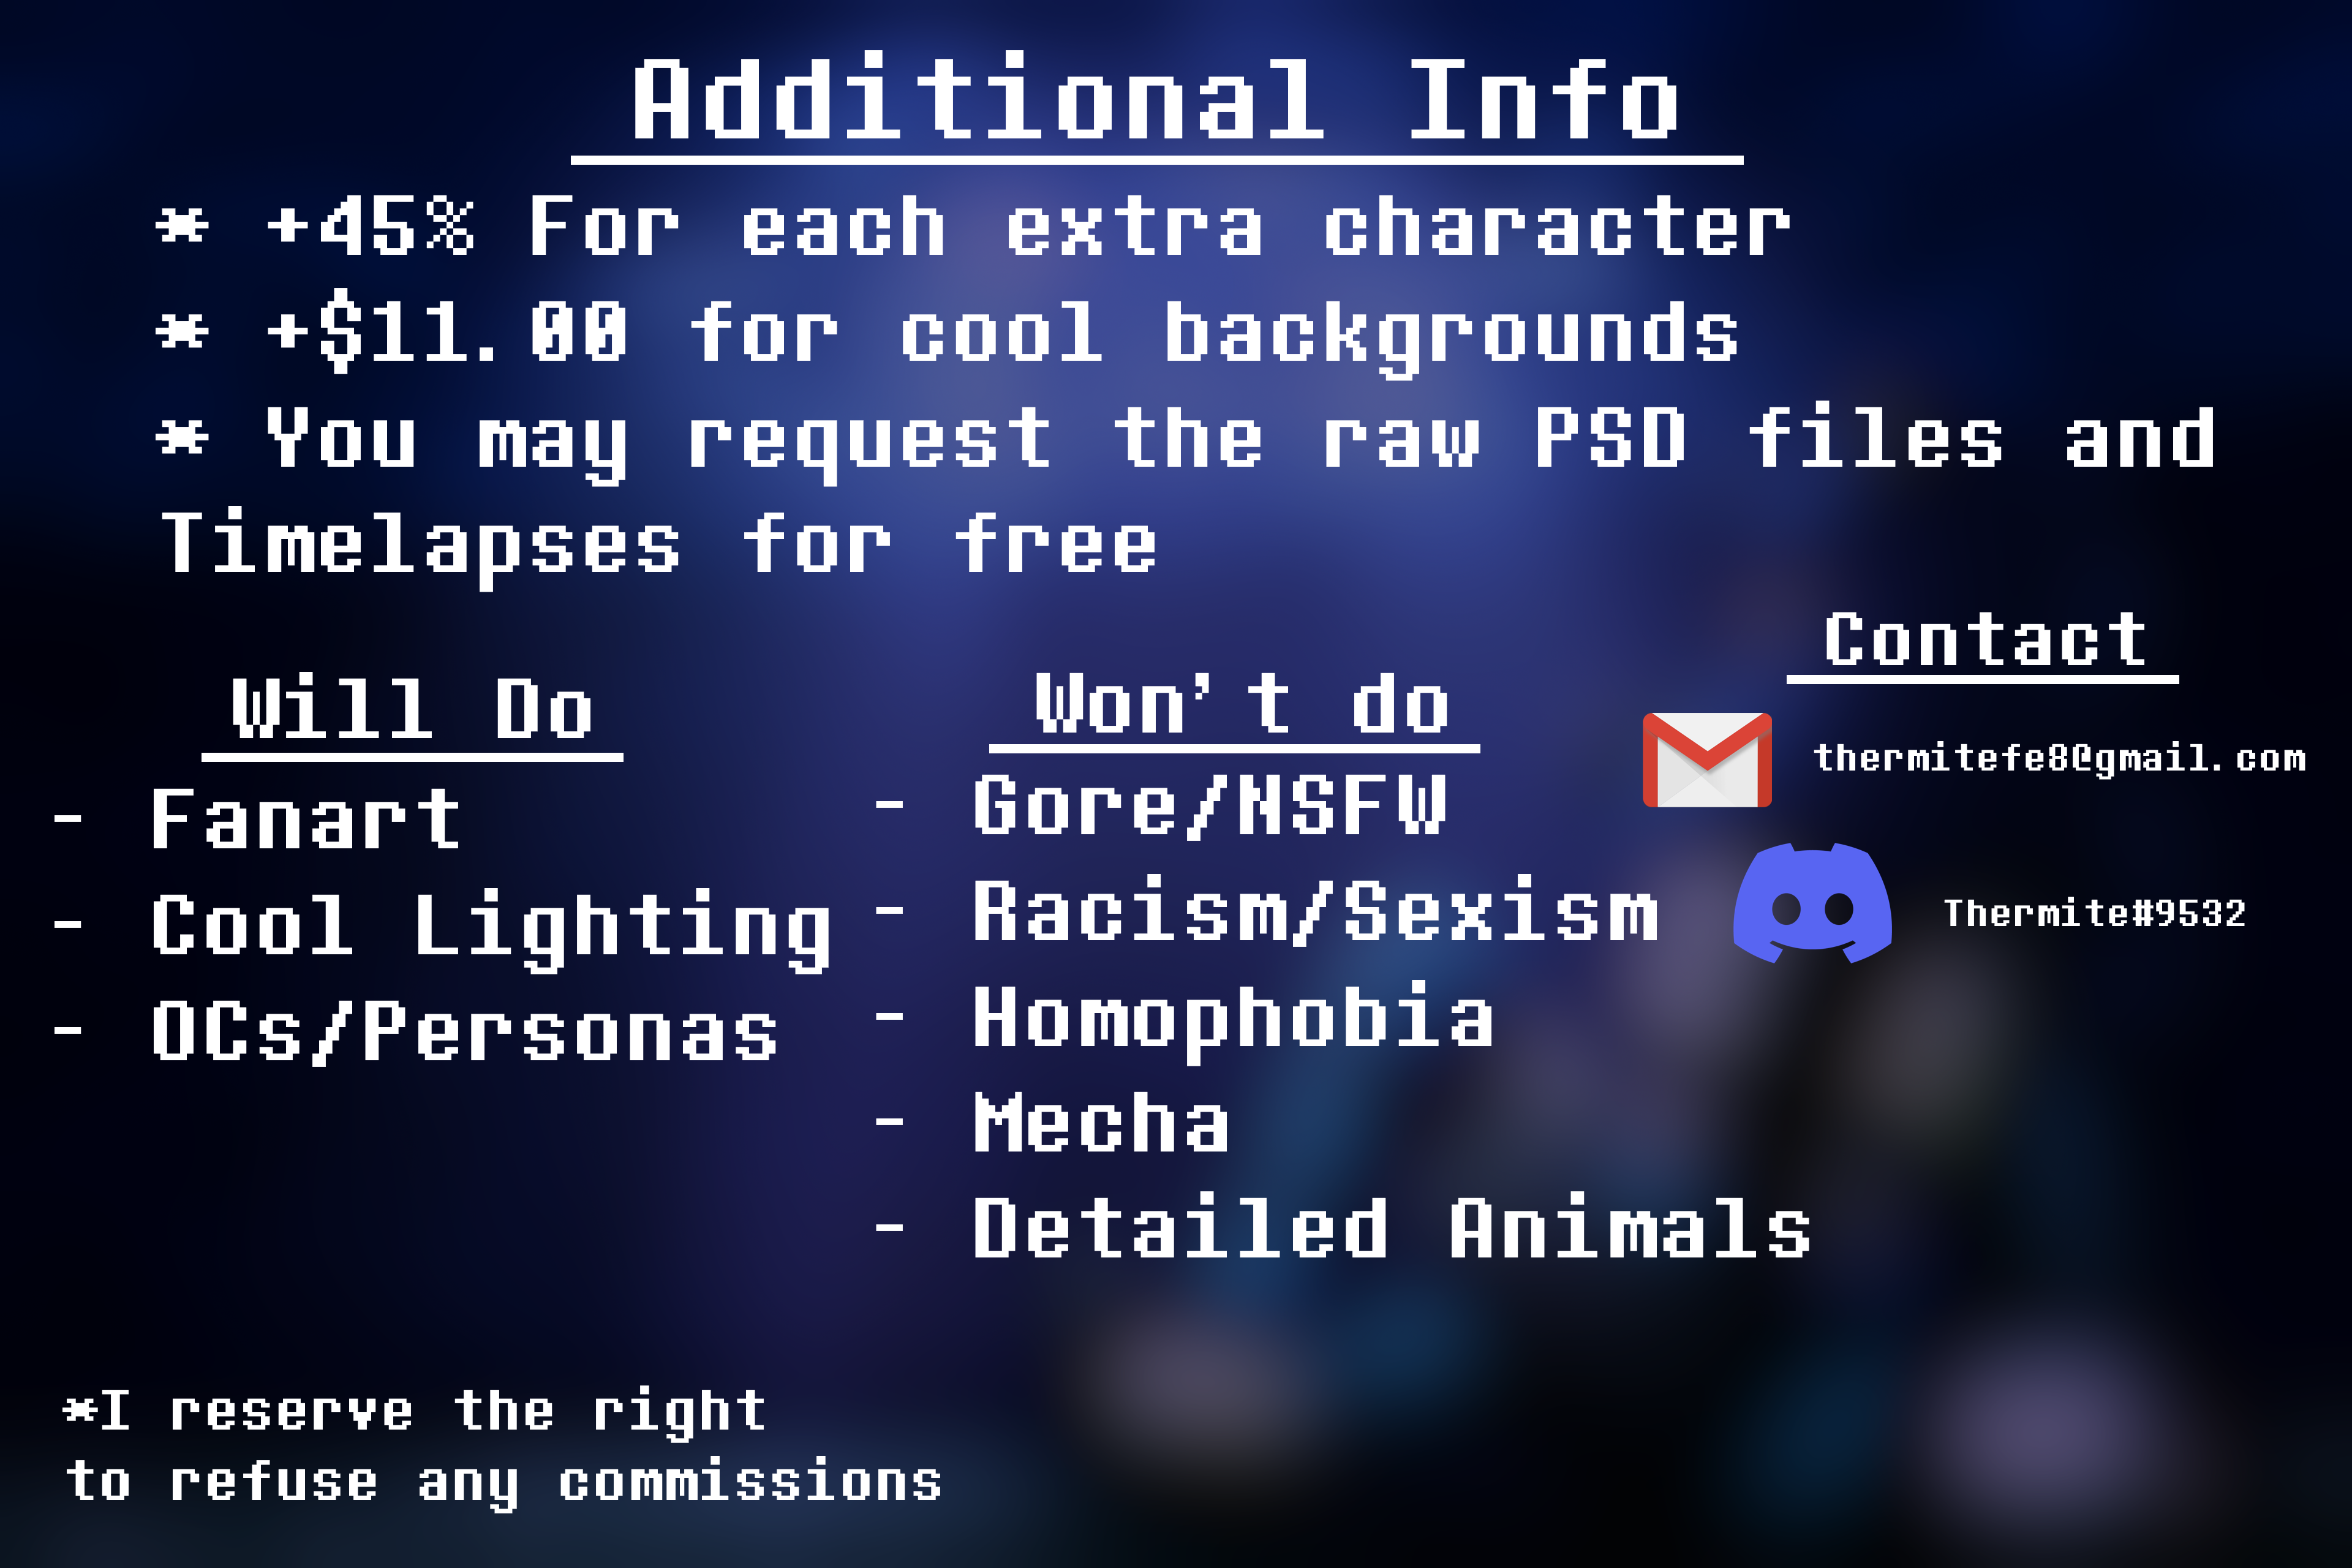 Additional Info
* +45% For each extra character
* +$11.00 for cool backgrounds
* You may request the raw PSD files and
Timelapses for free
Will Do
- Fanart
- Cool Lighting
- OCs/Personas
Won't do
- Gore/NSFW
- Racism/Sexism
- Homophobia
- Mecha
- Detailed Animals
Contact
thermitefe8@gmail.com
Thermite#9532
*I reserve the right
to refuse any commissions